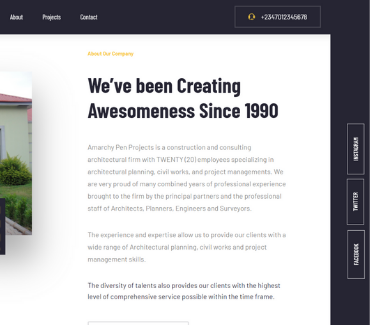 About
Projects
Contact
+2347012345678
About Our Company
We've been Creating
Awesomeness Since 1990
Amarchy Pen Projects is a construction and consulting
architectural firm with TWENTY (20) employees specializing in
architectural planning, civil works, and project managements. We
are very proud of many combined years of professional experience
brought to the firm by the principal partners and the professional
staff of Architects, Planners, Engineers and Surveyors.
The experience and expertise allow us to provide our clients with a
wide range of Architectural planning, civil works and project
management skills.
The diversity of talents also provides our clients with the highest
level of comprehensive service possible within the time frame.
INSTAGRAM
TWITTER
FACEBOOK